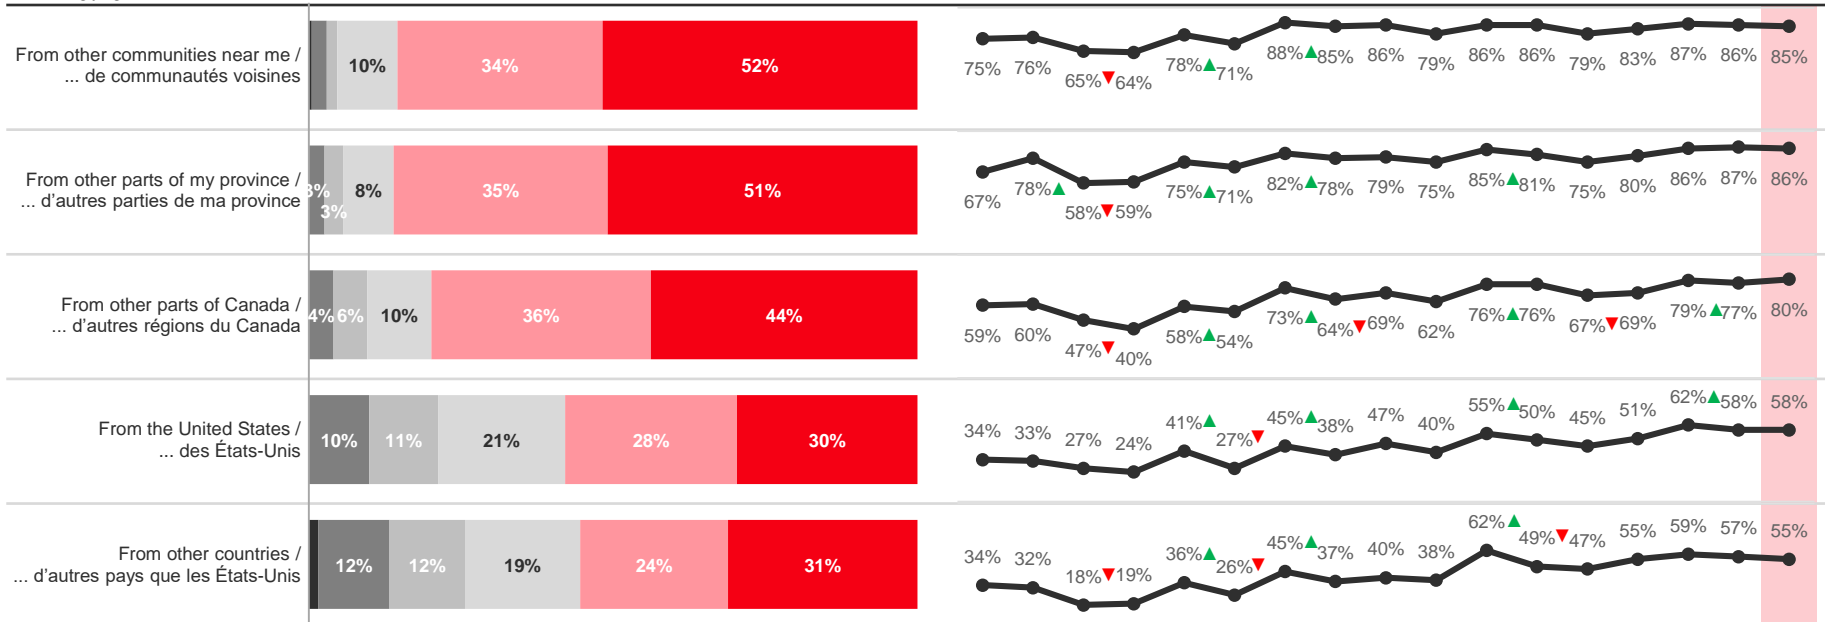 From other communities near me /
... de communautés voisines
10% 34% 52%
75% 76% 65% 64% 78% 71% 88% 85% 86% 79% 86% 86% 79% 83% 87% 86% 85%
From other parts of my province /
... d'autres parties de ma province
3% 3% 8% 35% 51%
67% 78% 58% 59% 75% 71% 82% 78% 79% 75% 85% 81% 75% 80% 86% 87% 86%
From other parts of Canada /
... d'autres régions du Canada
4% 6% 10% 36% 44%
59% 60% 47% 40% 58% 54% 73% 64% 69% 62% 76% 76% 67% 69% 79% 77% 80%
From the United States /
... des États-Unis
10% 11% 21% 28% 30%
34% 33% 27% 24% 41% 27% 45% 38% 47% 40% 55% 50% 45% 51% 62% 58% 58%
From other countries /
... d'autres pays que les États-Unis
12% 12% 19% 24% 31%
34% 32% 18% 19% 36% 26% 45% 37% 40% 38% 62% 49% 47% 55% 59% 57% 55%